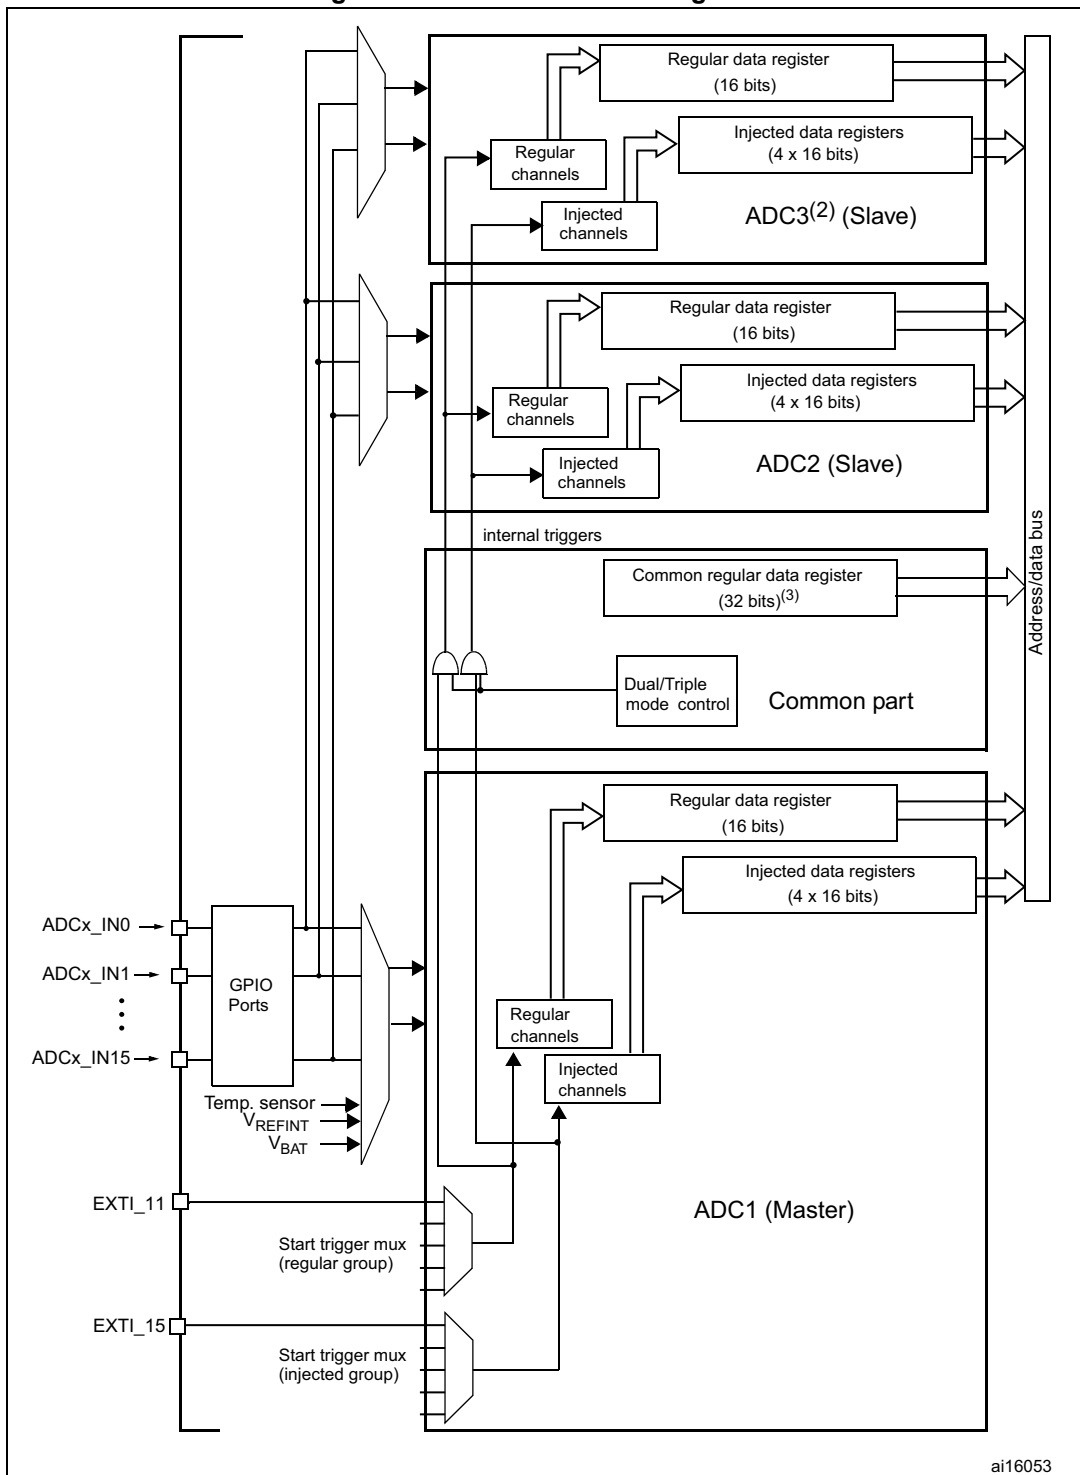 Regular data register
(16 bits)
Injected data registers
(4 x 16 bits)
Regular
channels
Injected
channels
ADC3(2) (Slave)
Regular data register
(16 bits)
Injected data registers
(4 x 16 bits)
Regular
channels
Injected
channels
ADC2 (Slave)
internal triggers
Common regular data register
(32 bits)(3)
Dual/Triple
mode control
Common part
Address/data bus
Regular data register
(16 bits)
Injected data registers
(4 x 16 bits)
ADCx_IN0
ADCx_IN1
ADCx_IN15
GPIO
Ports
Regular
channels
Injected
channels
Temp. sensor
VREFINT
VBAT
EXTI_11
ADC1 (Master)
Start trigger mux
(regular group)
EXTI_15
Start trigger mux
(injected group)
ai16053